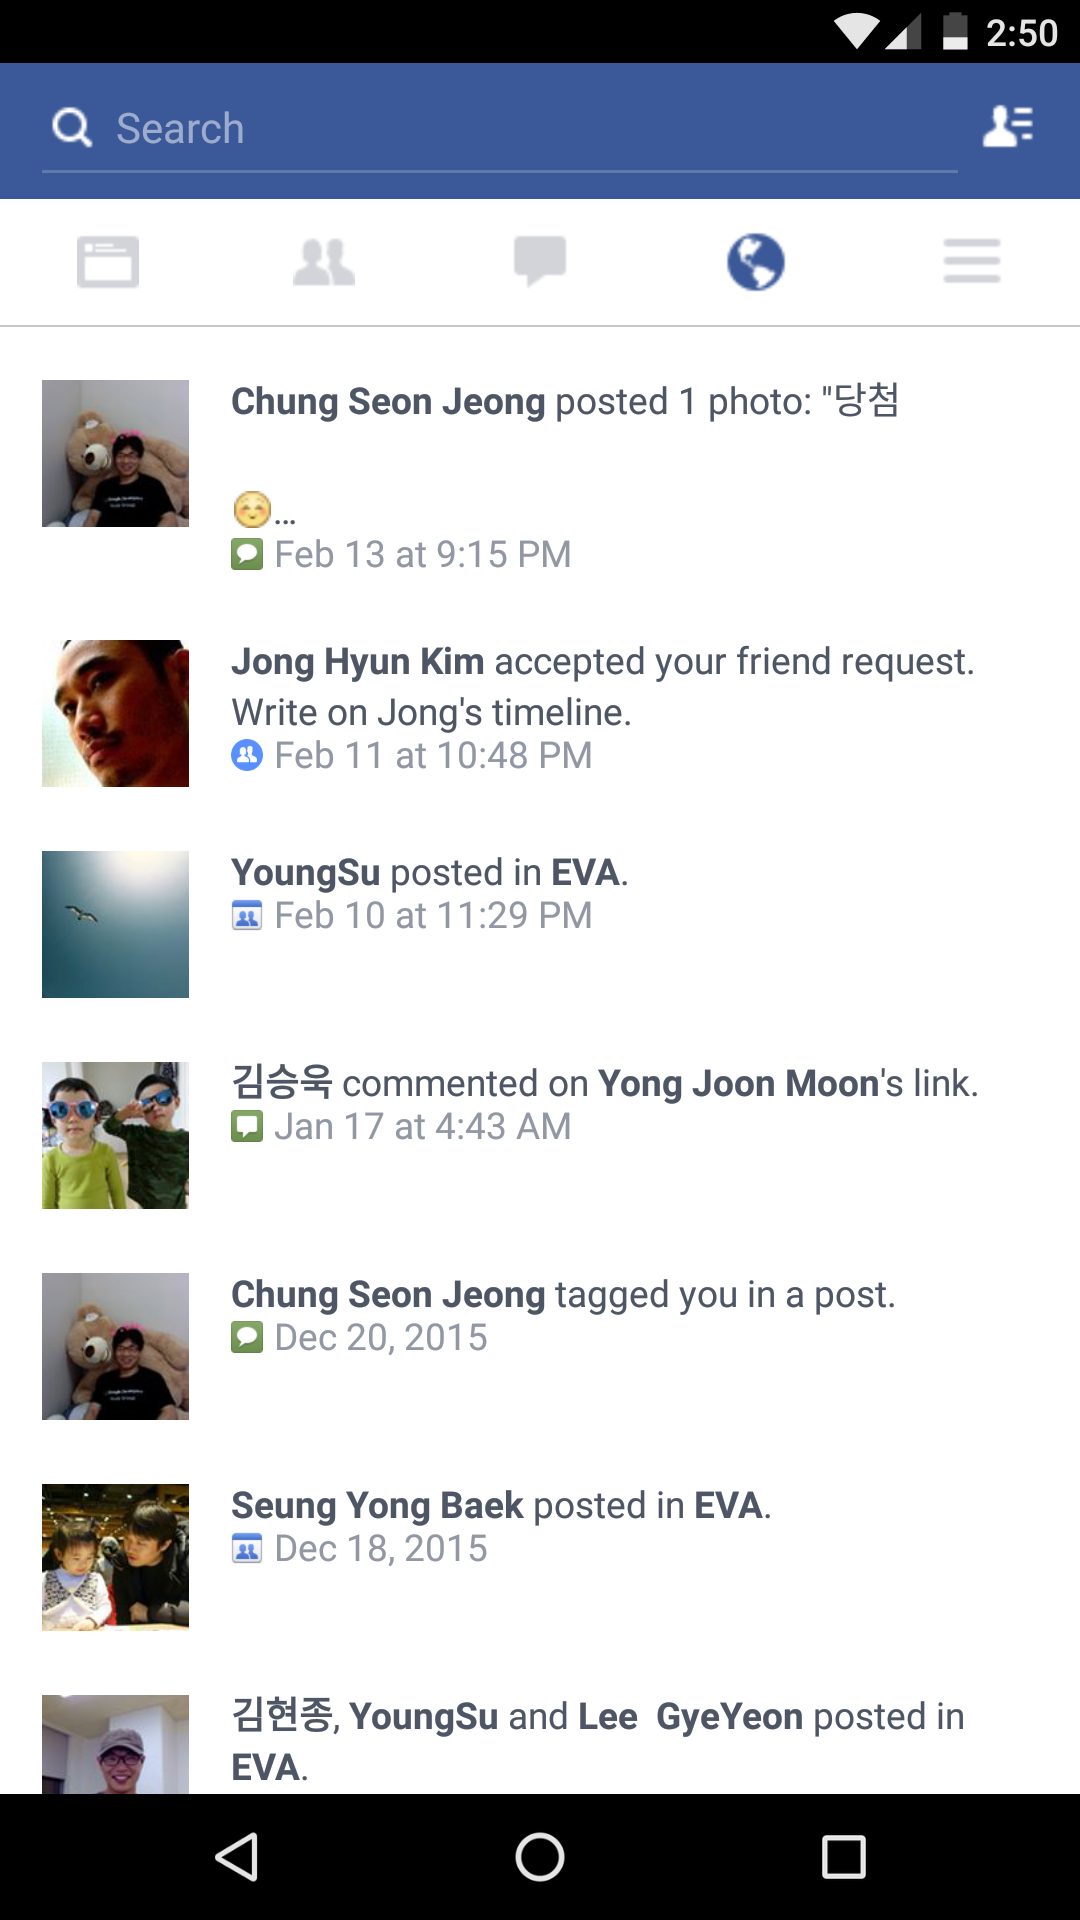 2:50
Search
Chung Seon Jeong posted 1 photo: "당첨
☺️…
Feb 13 at 9:15 PM
Jong Hyun Kim accepted your friend request.
Write on Jong's timeline.
Feb 11 at 10:48 PM
YoungSu posted in EVA.
Feb 10 at 11:29 PM
김승욱 commented on Yong Joon Moon's link.
Jan 17 at 4:43 AM
Chung Seon Jeong tagged you in a post.
Dec 20, 2015
Seung Yong Baek posted in EVA.
Dec 18, 2015
김현종, YoungSu and Lee  GyeYeon posted in
EVA.